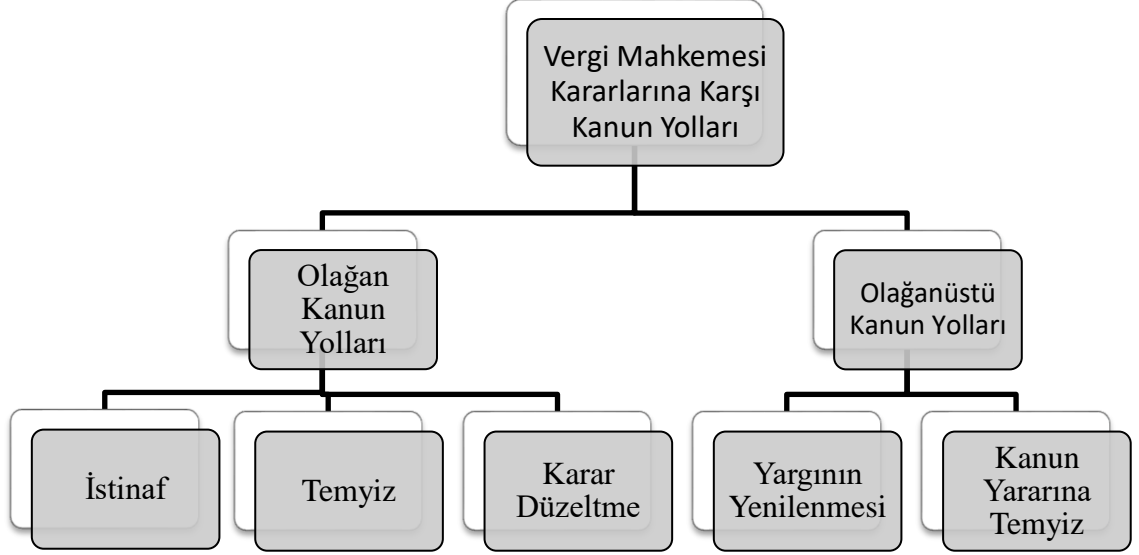 Vergi Mahkemesi
Kararlarına Karşı
Kanun Yolları
Olağan
Kanun
Yolları
Olağanüstü
Kanun Yolları
İstinaf
Temyiz
Karar
Düzeltme
Yargının
Yenilenmesi
Kanun
Yararına
Temyiz